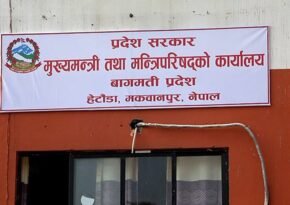 प्रदेश सरकार
मुख्यमन्त्री तथा मन्त्रिपरिषद्को कार्यालय
बागमती प्रदेश
हेटौंडा, मकवानपुर, नेपाल